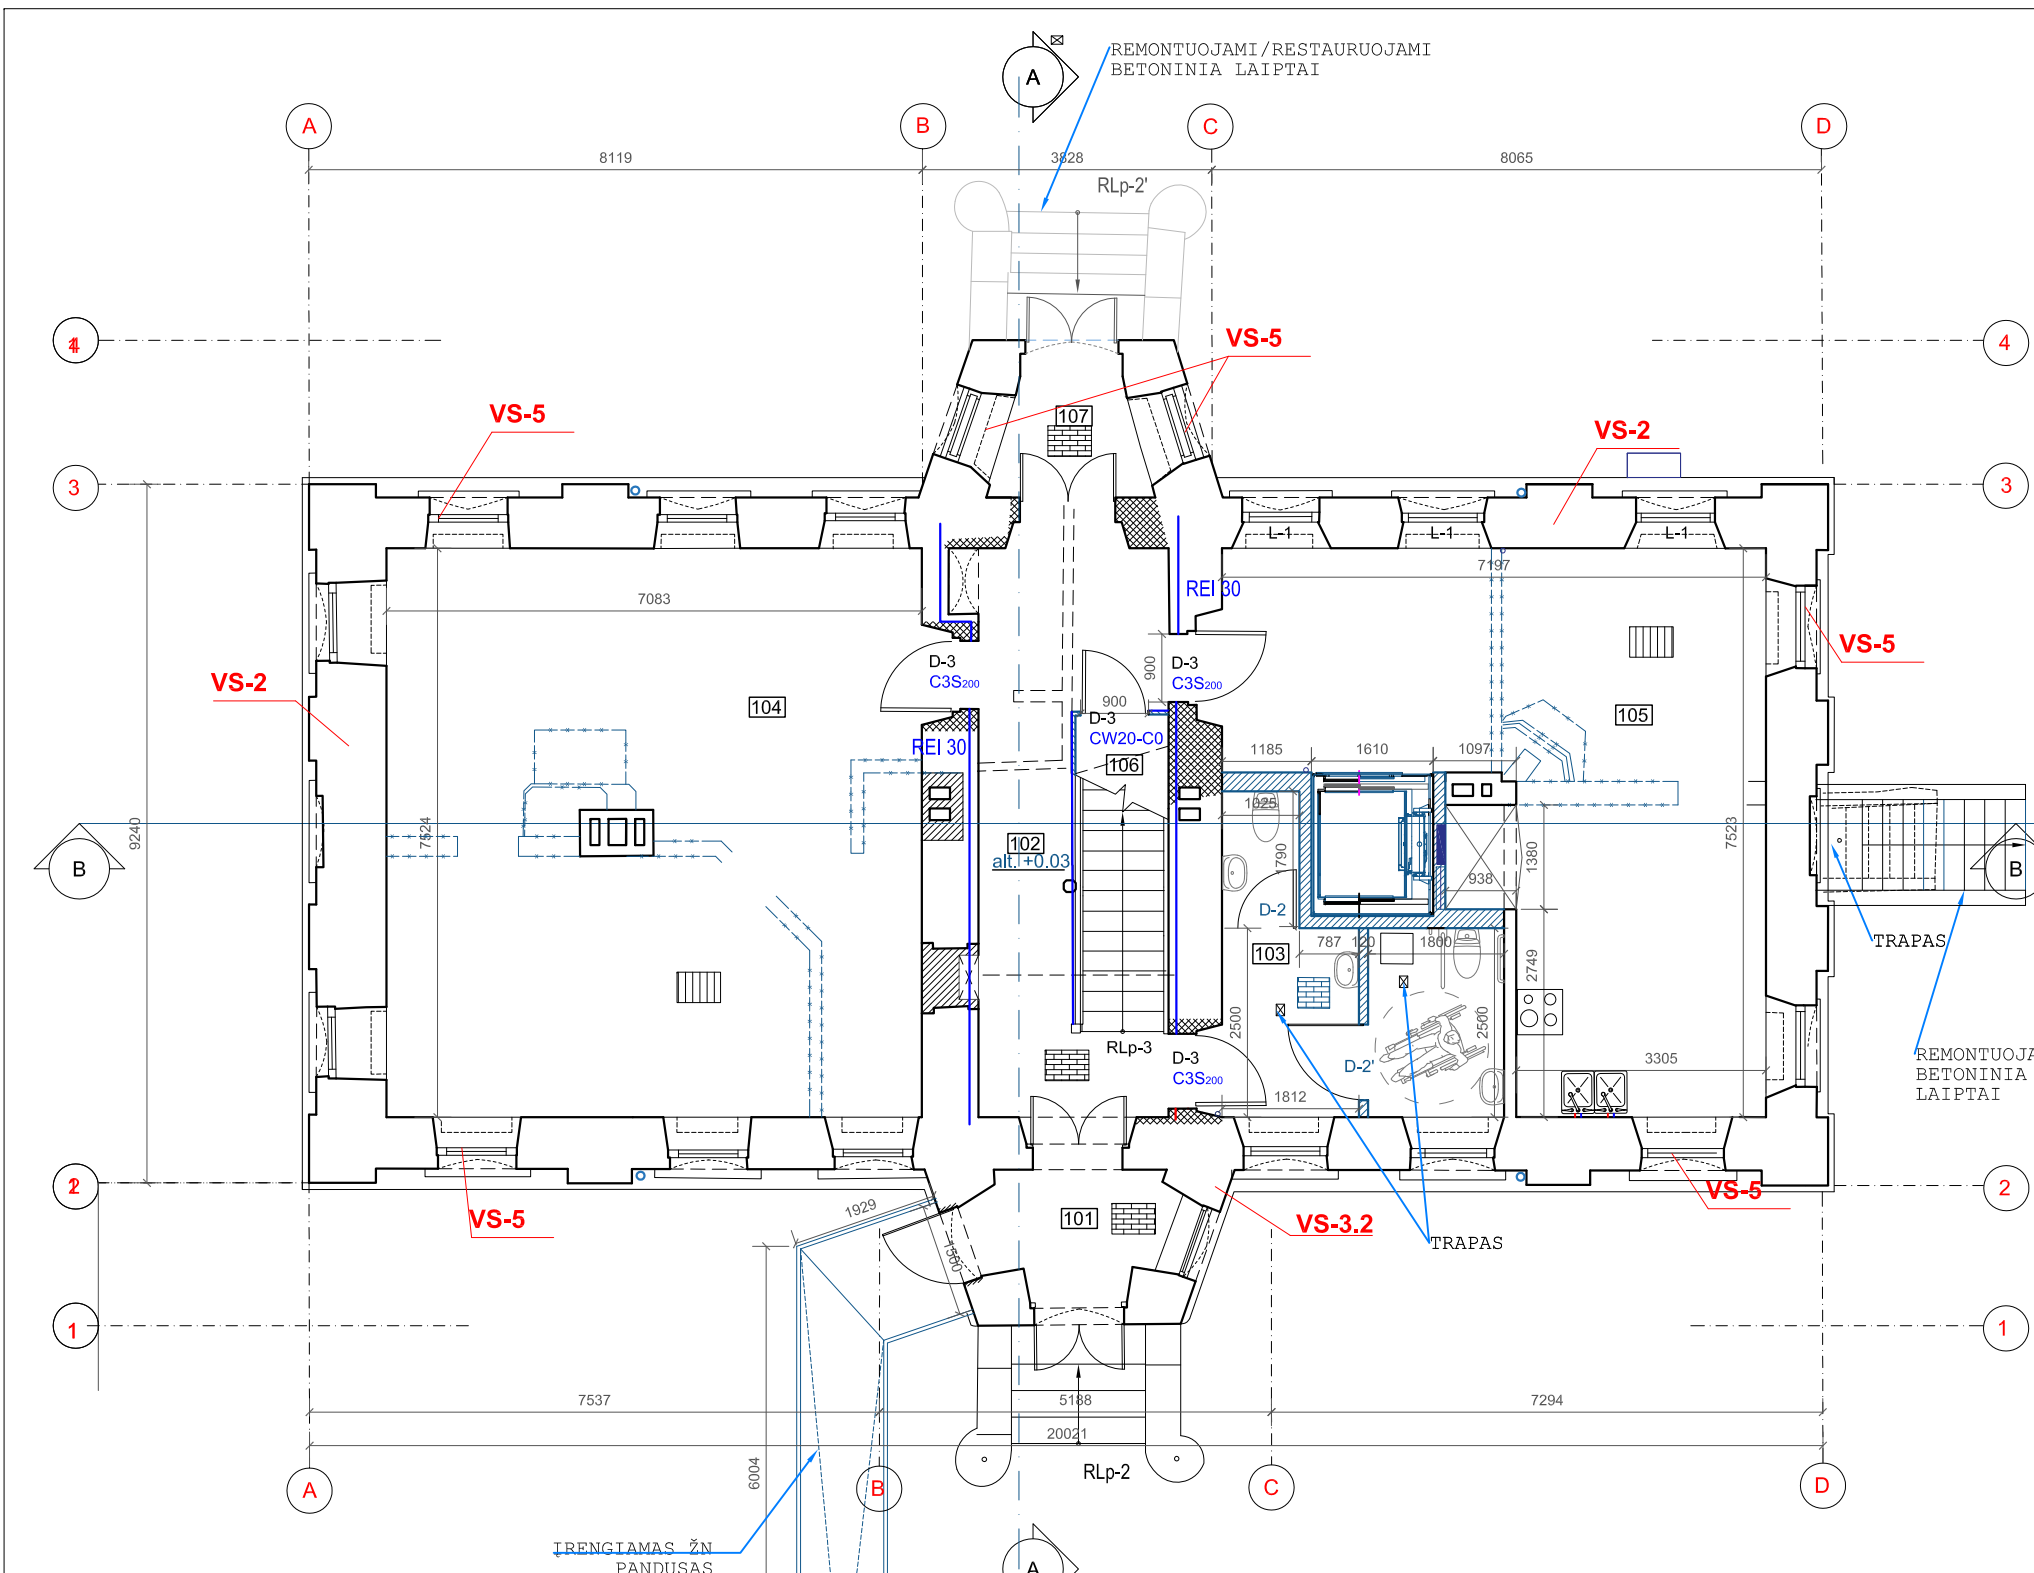 A
REMONTUOJAMI/RESTAURUOJAMI
BETONINIA LAIPTAI
A
B
C
D
8119
3828
8065
RLp-2'
4
VS-5
4
VS-5
107
VS-2
3
3
L-1
L-1
L-1
7197
REI 30
7083
900
D-3
C3S200
D-3
C3S200
VS-5
VS-2
104
900
105
D-3
CW20-C0
REI 30
106
1185
1610
1097
1025
9240
7524
102
alt. +0.03
1790
1380
7523
B
938
B
D-2
103
787
120
1800
TRAPAS
2749
2500
2500
RLp-3
D-3
C3S200
D-2'
3305
REMONTUOJA
BETONINIA
LAIPTAI
1812
2
2
VS-5
1929
101
VS-3.2
VS-5
TRAPAS
1500
1
1
7537
5188
7294
20021
6004
RLp-2
A
B
C
D
ĮRENGIAMAS ŽN
PANDUSAS
A